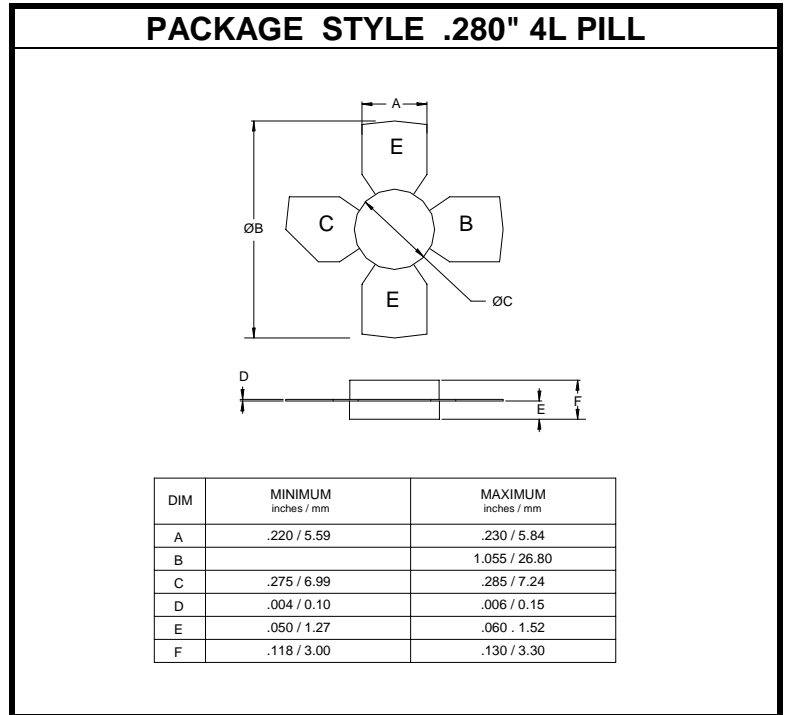 PACKAGE STYLE .280" 4L PILL
A
E
ØB
C
B
E
ØC
D
E
F
DIM MINIMUM MAXIMUM
inches / mm inches / mm
A .220 / 5.59 .230 / 5.84
B 1.055 / 26.80
C .275 / 6.99 .285 / 7.24
D .004 / 0.10 .006 / 0.15
E .050 / 1.27 .060 . 1.52
F .118 / 3.00 .130 / 3.30